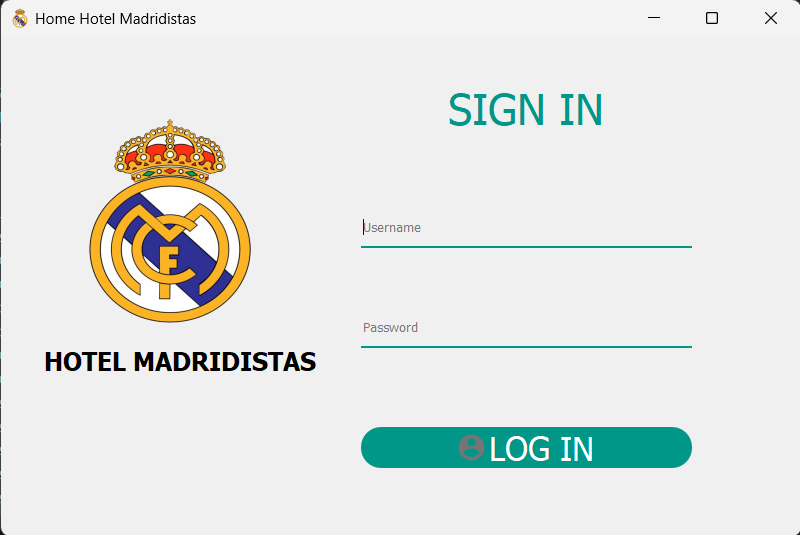 Home Hotel Madridistas
SIGN IN
Username
Password
HOTEL MADRIDISTAS
LOG IN